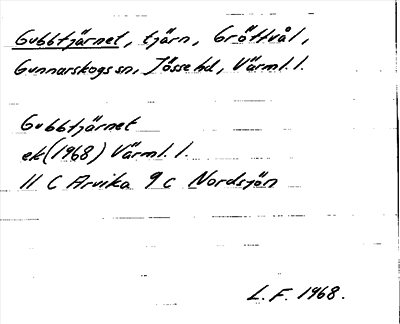 Gubbtjärnet, tjärn, Gröttvål,
Gunnarskogs sn, Jösse hd, Värml. l.
Gubbtjärnet
ek (1968) Värml. l.
11 C Arvika 9 c Nordsjön
L. F. 1968.